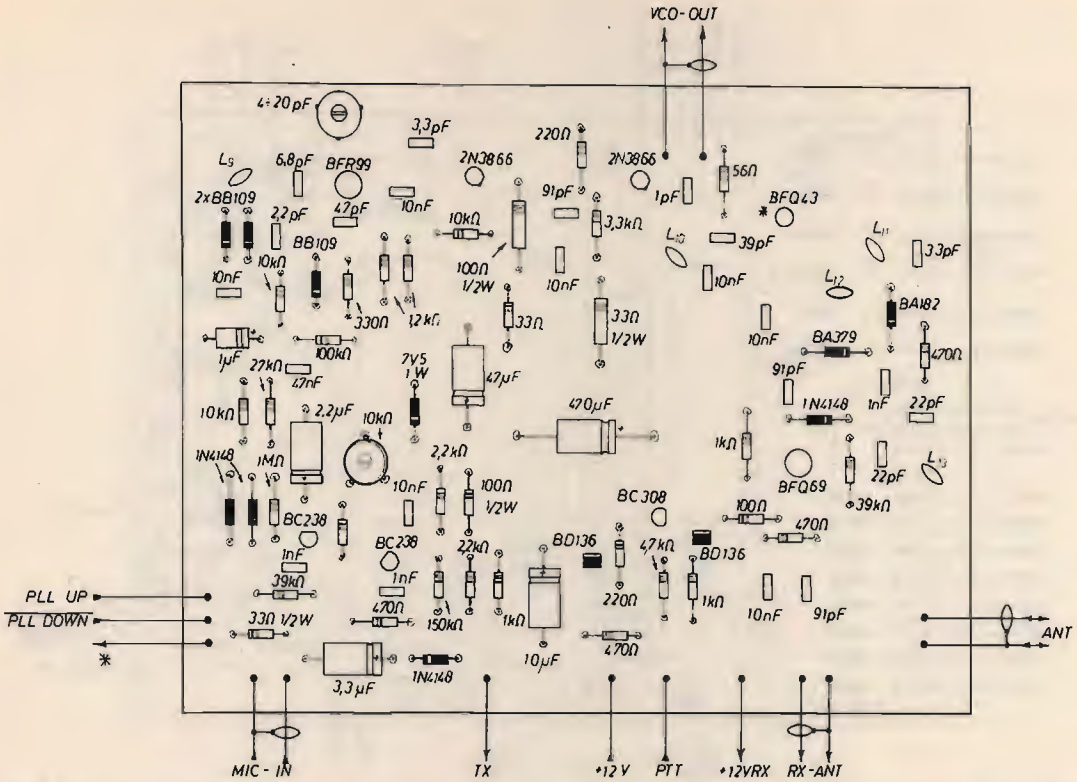 VCO-OUT
4÷20pF
3,3pF
220Ω
L9
6,8pF
BFR99
2N3866
2N3866
56Ω
2xBB109
2,2pF
47pF
10nF
91pF
1pF
BFQ43
*
10kΩ
3,3kΩ
39pF
L10
L11
3,3pF
10kΩ
BB109
100Ω
1/2W
10nF
10nF
10nF
L12
330Ω
1,2kΩ
33Ω
33Ω
1/2W
BA182
1µF
100kΩ
10nF
BA379
470Ω
27kΩ
47nF
7V5
1W
47µF
91pF
1nF
10kΩ
2,2µF
10kΩ
470µF
1N4148
22pF
1N4148
1MΩ
2,2kΩ
1kΩ
L13
10nF
100Ω
1/2W
BFQ69
22pF
39kΩ
BC308
100Ω
BC238
BC238
BD136
4,7kΩ
BD136
470Ω
1nF
1nF
2,2kΩ
39kΩ
220Ω
1kΩ
10nF
91pF
PLL UP
470Ω
150kΩ
1kΩ
PLL DOWN
33Ω 1/2W
10µF
470Ω
ANT
*
3,3µF
1N4148
MIC-IN
TX
+12V
PTT
+12VRX
RX-ANT